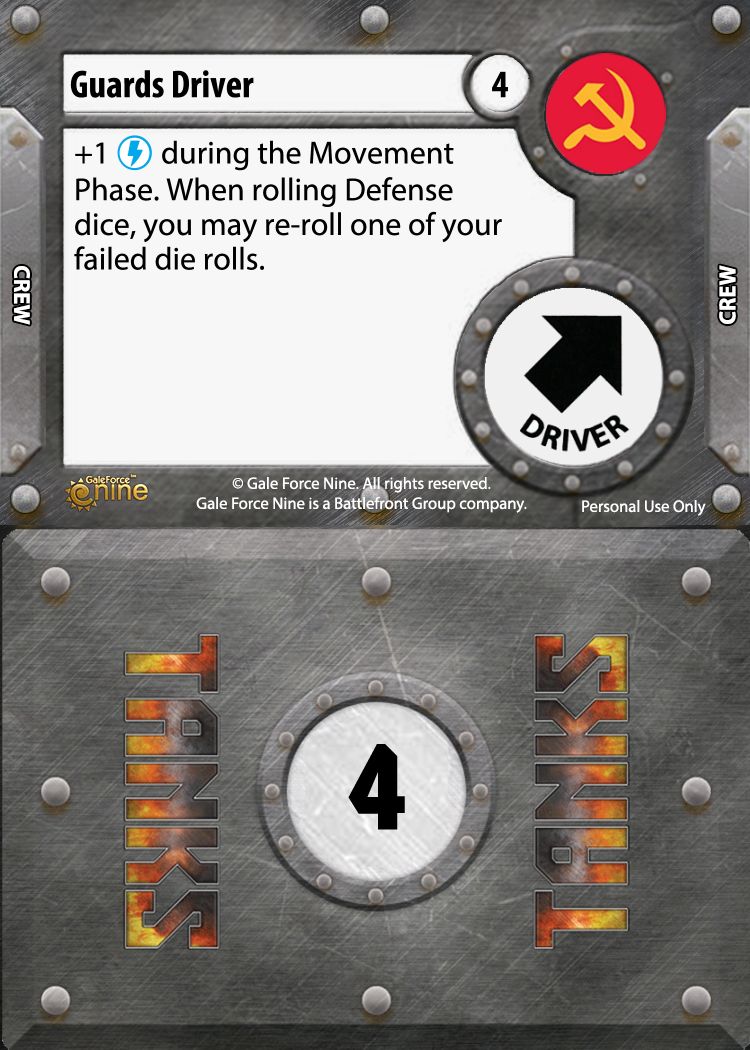 Guards Driver
4
+1 during the Movement
Phase. When rolling Defense
dice, you may re-roll one of your
failed die rolls.
CREW
CREW
DRIVER
GaleForce™
nine
© Gale Force Nine. All rights reserved.
Gale Force Nine is a Battlefront Group company.
Personal Use Only
TANKS
4
TANKS